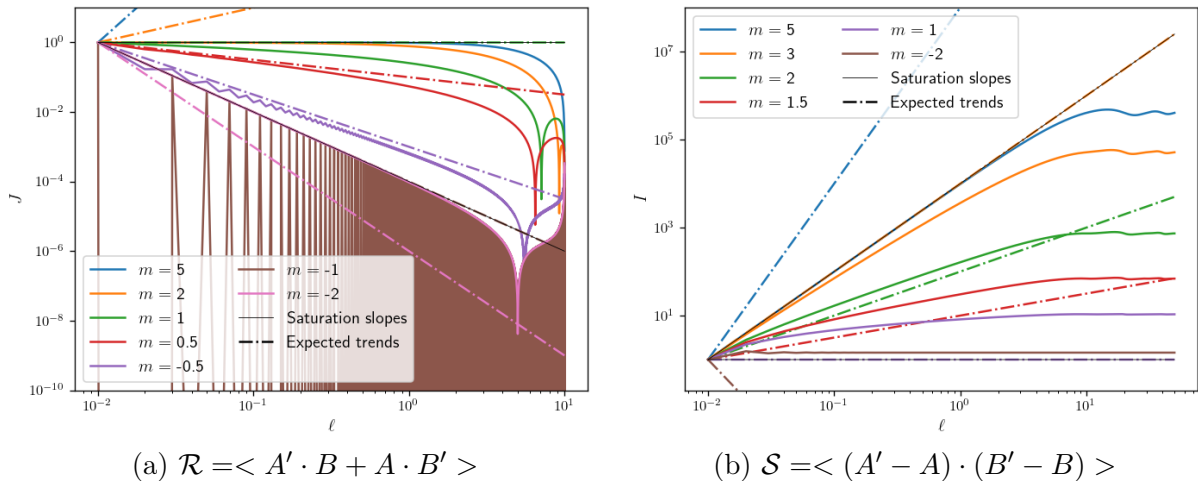 10^0
10^-2
10^-4
10^-6
10^-8
10^-10
J
m = 5
m = 2
m = 1
m = 0.5
m = -0.5
m = -1
m = -2
Saturation slopes
Expected trends
10^-2
10^-1
10^0
10^1
ℓ
(a) R =< A′ · B + A · B′ >
10^7
10^5
10^3
10^1
I
m = 5
m = 3
m = 2
m = 1.5
m = 1
m = -2
Saturation slopes
Expected trends
10^-2
10^-1
10^0
10^1
ℓ
(b) S =< (A′ − A) · (B′ − B) >